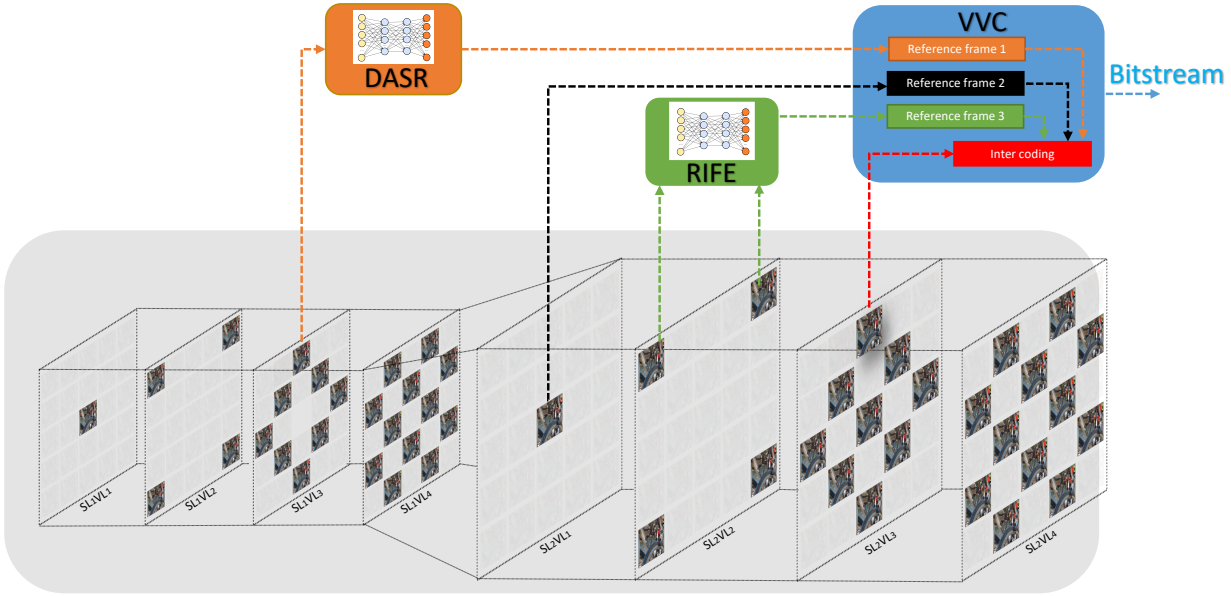 VVC
DASR
Reference frame 1
Reference frame 2
Reference frame 3
Bitstream
RIFE
Inter coding
SL1VL1
SL1VL2
SL1VL3
SL1VL4
SL2VL1
SL2VL2
SL2VL3
SL2VL4